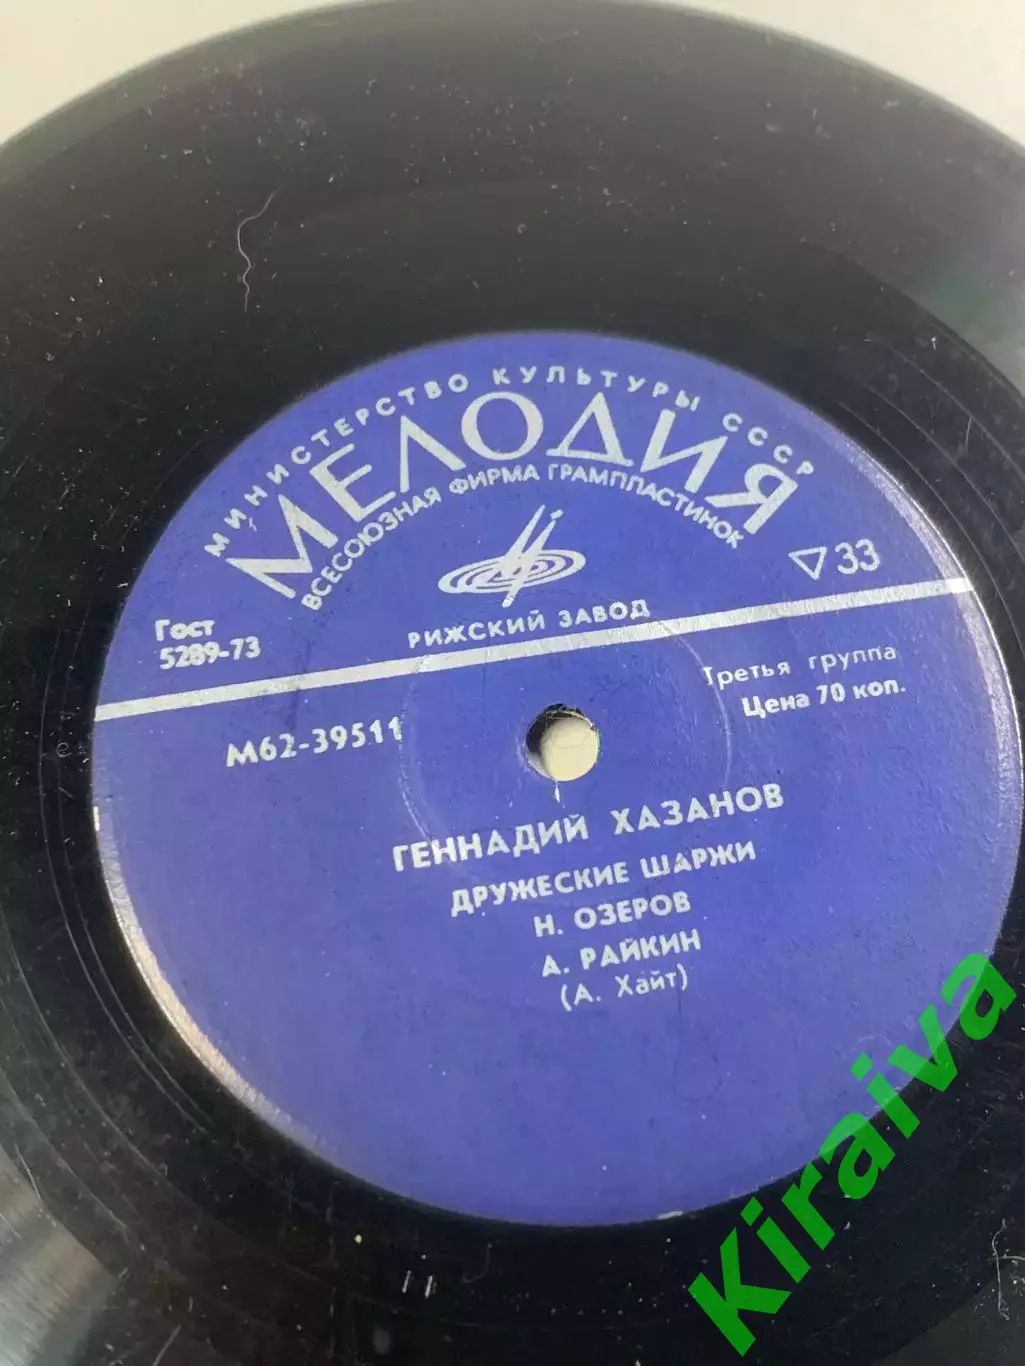 МИНИСТЕРСТВО КУЛЬТУРЫ СССР
МЕЛОДИЯ
ВСЕСОЮЗНАЯ ФИРМА ГРАМПЛАСТИНОК
▽33
Гост
5289-73
РИЖСКИЙ ЗАВОД
Третья группа
Цена 70 коп.
М62-39511
ГЕННАДИЙ ХАЗАНОВ
ДРУЖЕСКИЕ ШАРЖИ
Н. ОЗЕРОВ
А. РАЙКИН
(А. Хайт)
Kiraiva